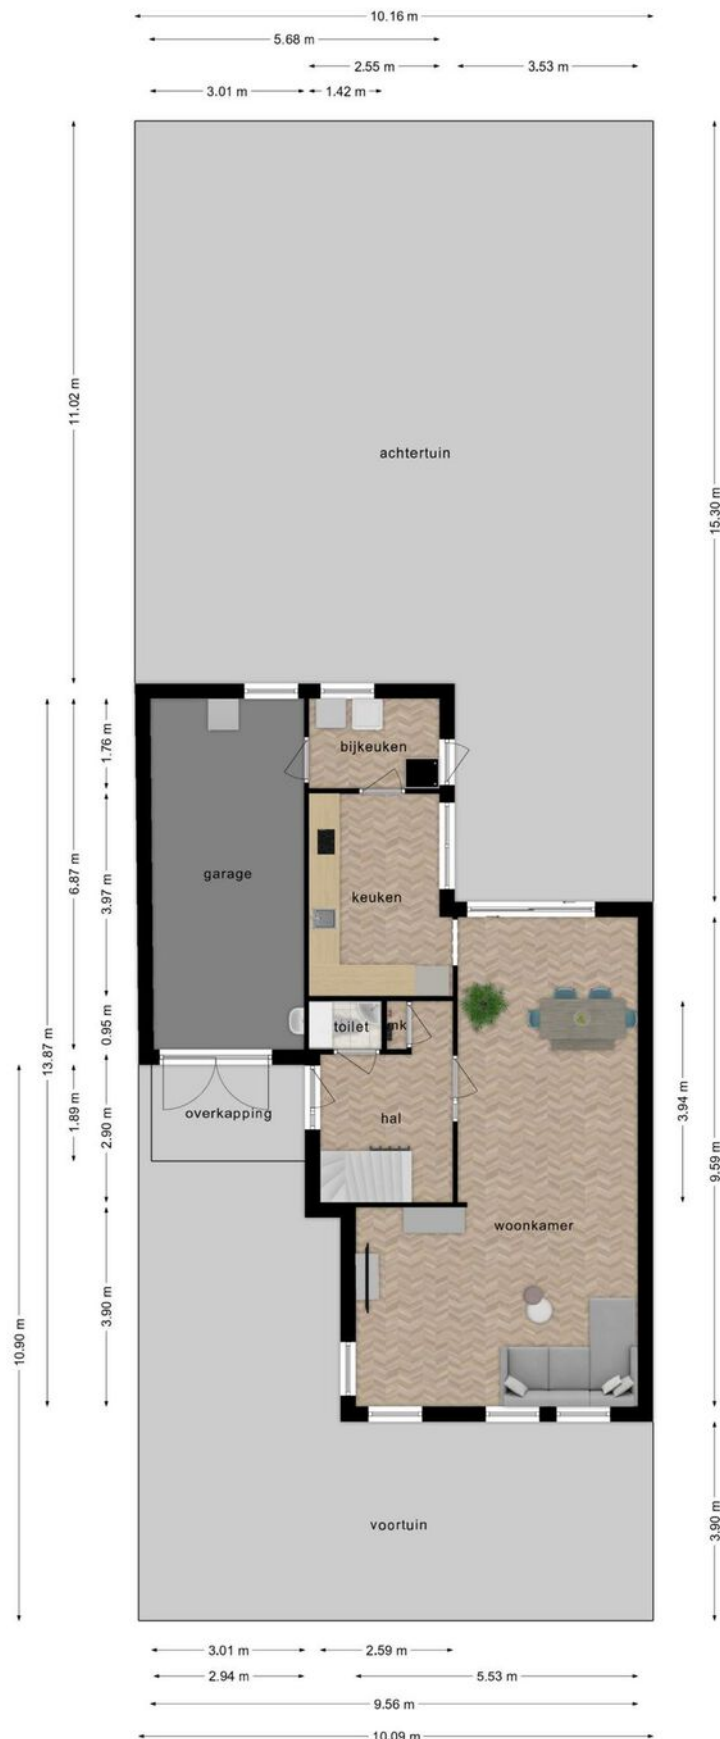 10.16 m
5.68 m
2.55 m
3.53 m
3.01 m
1.42 m
11.02 m
achtertuin
15.30 m
bijkeuken
1.76 m
garage
6.87 m
keuken
3.97 m
toilet
mk
0.95 m
13.87 m
overkapping
1.89 m
hal
2.90 m
3.94 m
9.59 m
woonkamer
3.90 m
10.90 m
voortuin
3.90 m
3.01 m
2.59 m
2.94 m
5.53 m
9.56 m
10.09 m